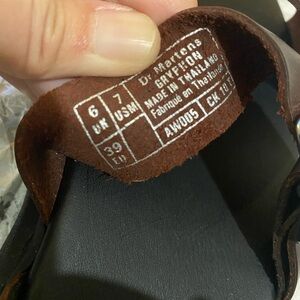 6 UK
7 USM
39 EU
Dr Martens
GRYPHON
MADE IN THAILAND
Fabriqué en Thaïlande
AW005
CK 10